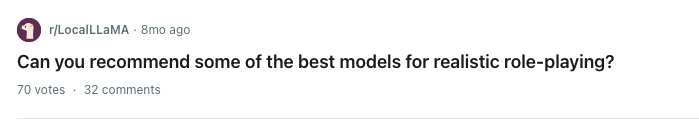 r/LocalLLaMA · 8mo ago
Can you recommend some of the best models for realistic role-playing?
70 votes · 32 comments